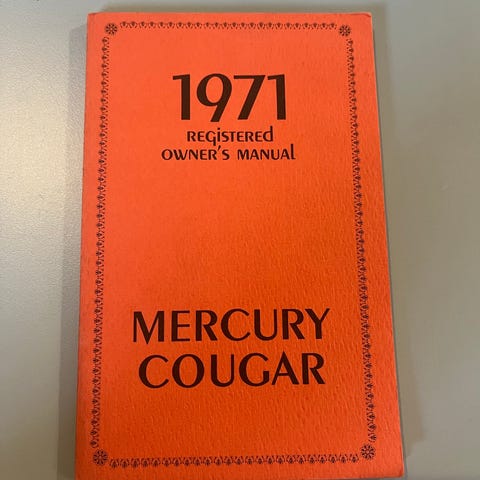 1971
REGISTERED
OWNER'S MANUAL
MERCURY
COUGAR